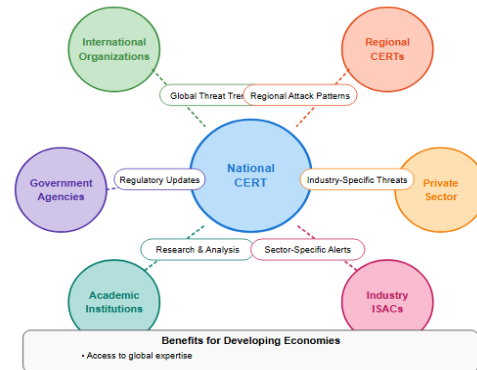 International
Organizations
Regional
CERTs
Global Threat Tre
Regional Attack Patterns
National
CERT
Government
Agencies
Regulatory Updates
Industry-Specific Threats
Private
Sector
Research & Analysis
Sector-Specific Alerts
Academic
Institutions
Industry
ISACs
Benefits for Developing Economies
• Access to global expertise